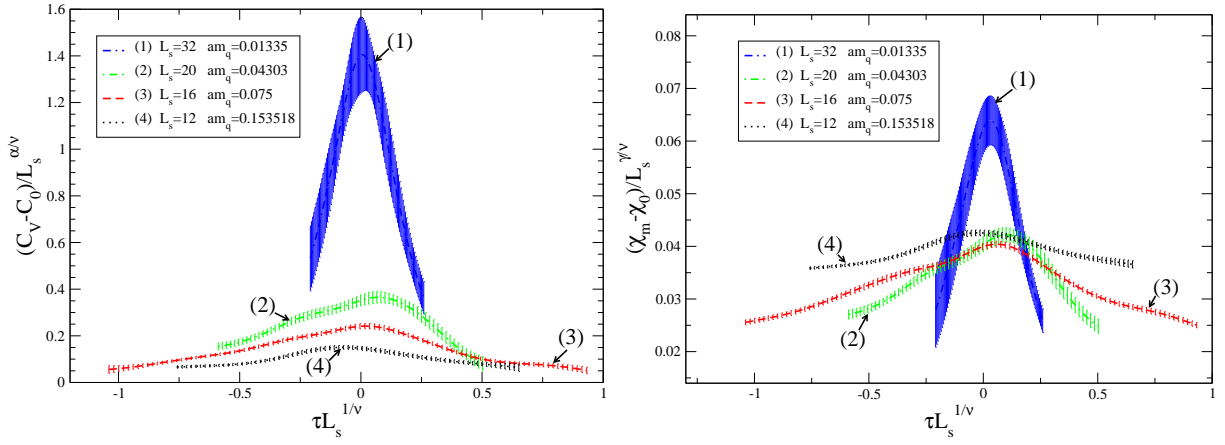 1.6
1.4
1.2
1
0.8
0.6
0.4
0.2
0
(C_V-C_0)/L_s^{α/ν}
-1 -0.5 0 0.5 1
τL_s^{1/ν}
(1) L_s=32 am_q=0.01335
(2) L_s=20 am_q=0.04303
(3) L_s=16 am_q=0.075
(4) L_s=12 am_q=0.153518
(1)
(2)
(3)
(4)
0.08
0.07
0.06
0.05
0.04
0.03
0.02
(χ_m-χ_0)/L_s^{γ/ν}
-1 -0.5 0 0.5 1
τL_s^{1/ν}
(1) L_s=32 am_q=0.01335
(2) L_s=20 am_q=0.04303
(3) L_s=16 am_q=0.075
(4) L_s=12 am_q=0.153518
(1)
(4)
(3)
(2)